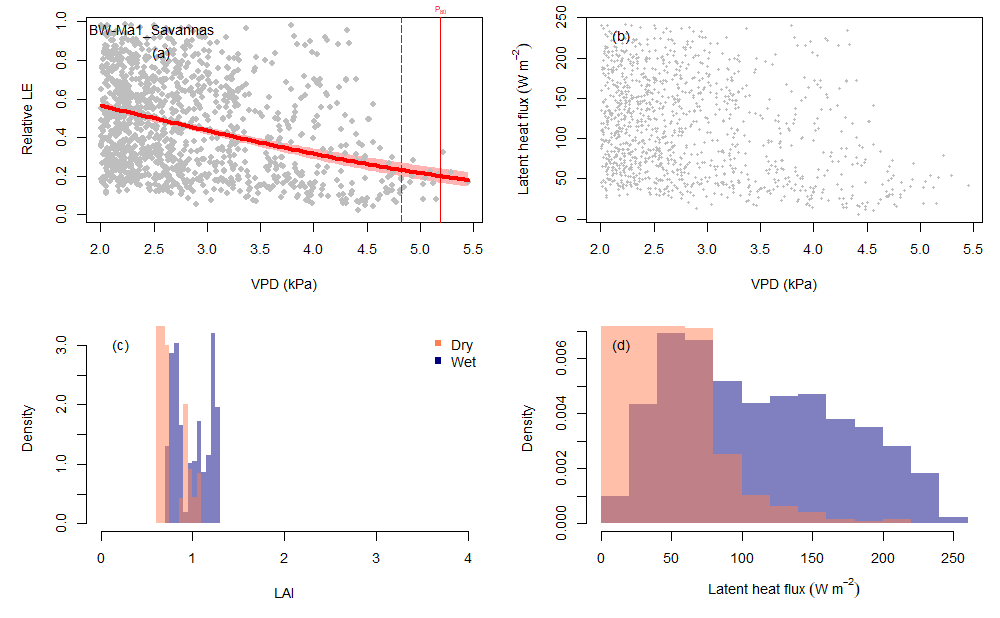 P80
BW-Ma1_Savannas
(a)
Relative LE
0.0 0.2 0.4 0.6 0.8 1.0
2.0 2.5 3.0 3.5 4.0 4.5 5.0 5.5
VPD (kPa)
(b)
Latent heat flux (W m⁻²)
0 50 100 150 200 250
2.0 2.5 3.0 3.5 4.0 4.5 5.0 5.5
VPD (kPa)
(c)
Dry
Wet
Density
0.0 1.0 2.0 3.0
0 1 2 3 4
LAI
(d)
Density
0.000 0.002 0.004 0.006
0 50 100 150 200 250
Latent heat flux (W m⁻²)